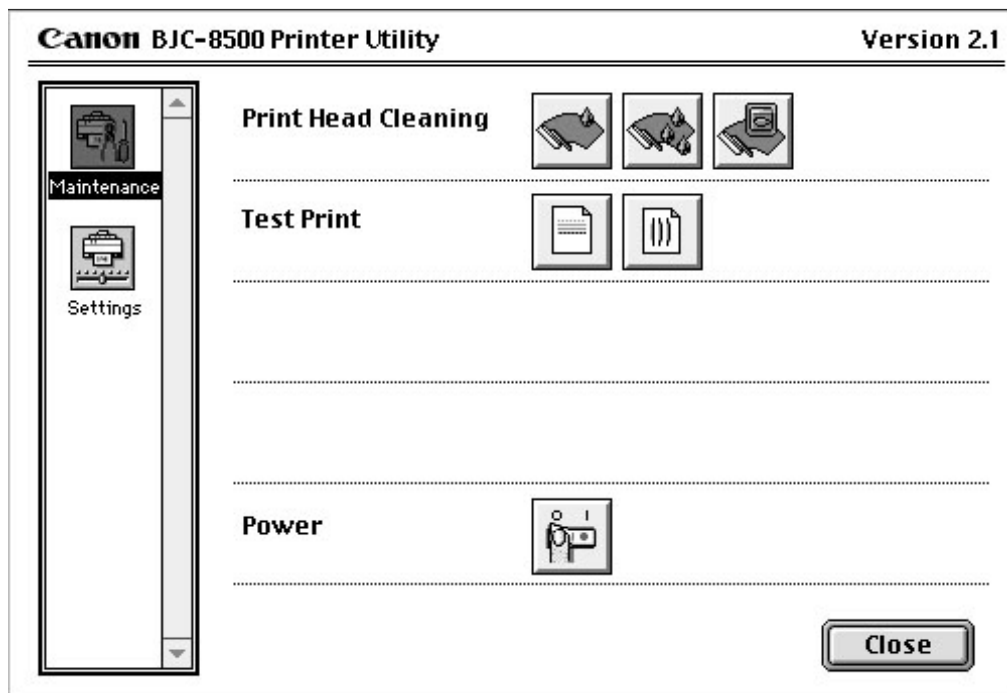 Canon BJC-8500 Printer Utility
Version 2.1
Maintenance
Settings
Print Head Cleaning
Test Print
Power
Close